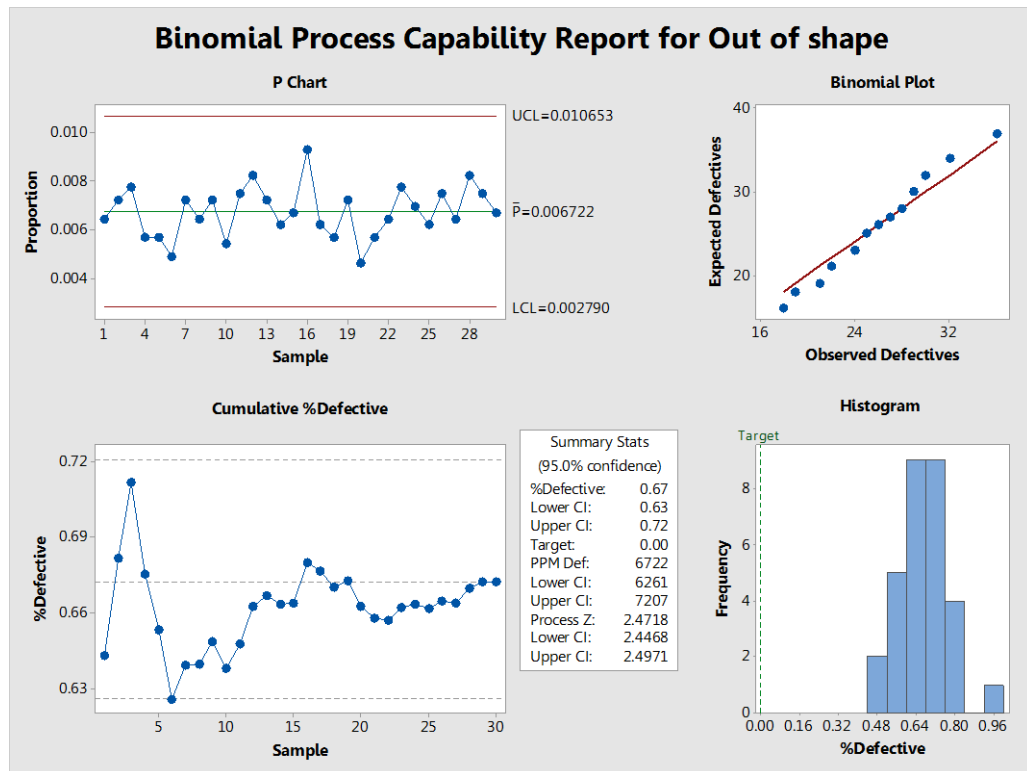 Binomial Process Capability Report for Out of shape
P Chart
Proportion
0.010
0.008
0.006
0.004
UCL=0.010653
P̄=0.006722
LCL=0.002790
1 4 7 10 13 16 19 22 25 28
Sample
Binomial Plot
Expected Defectives
40
30
20
16 24 32
Observed Defectives
Cumulative %Defective
%Defective
0.72
0.69
0.66
0.63
5 10 15 20 25 30
Sample
Summary Stats
(95.0% confidence)
%Defective: 0.67
Lower CI: 0.63
Upper CI: 0.72
Target: 0.00
PPM Def: 6722
Lower CI: 6261
Upper CI: 7207
Process Z: 2.4718
Lower CI: 2.4468
Upper CI: 2.4971
Histogram
Target
Frequency
8
6
4
2
0
0.00 0.16 0.32 0.48 0.64 0.80 0.96
%Defective